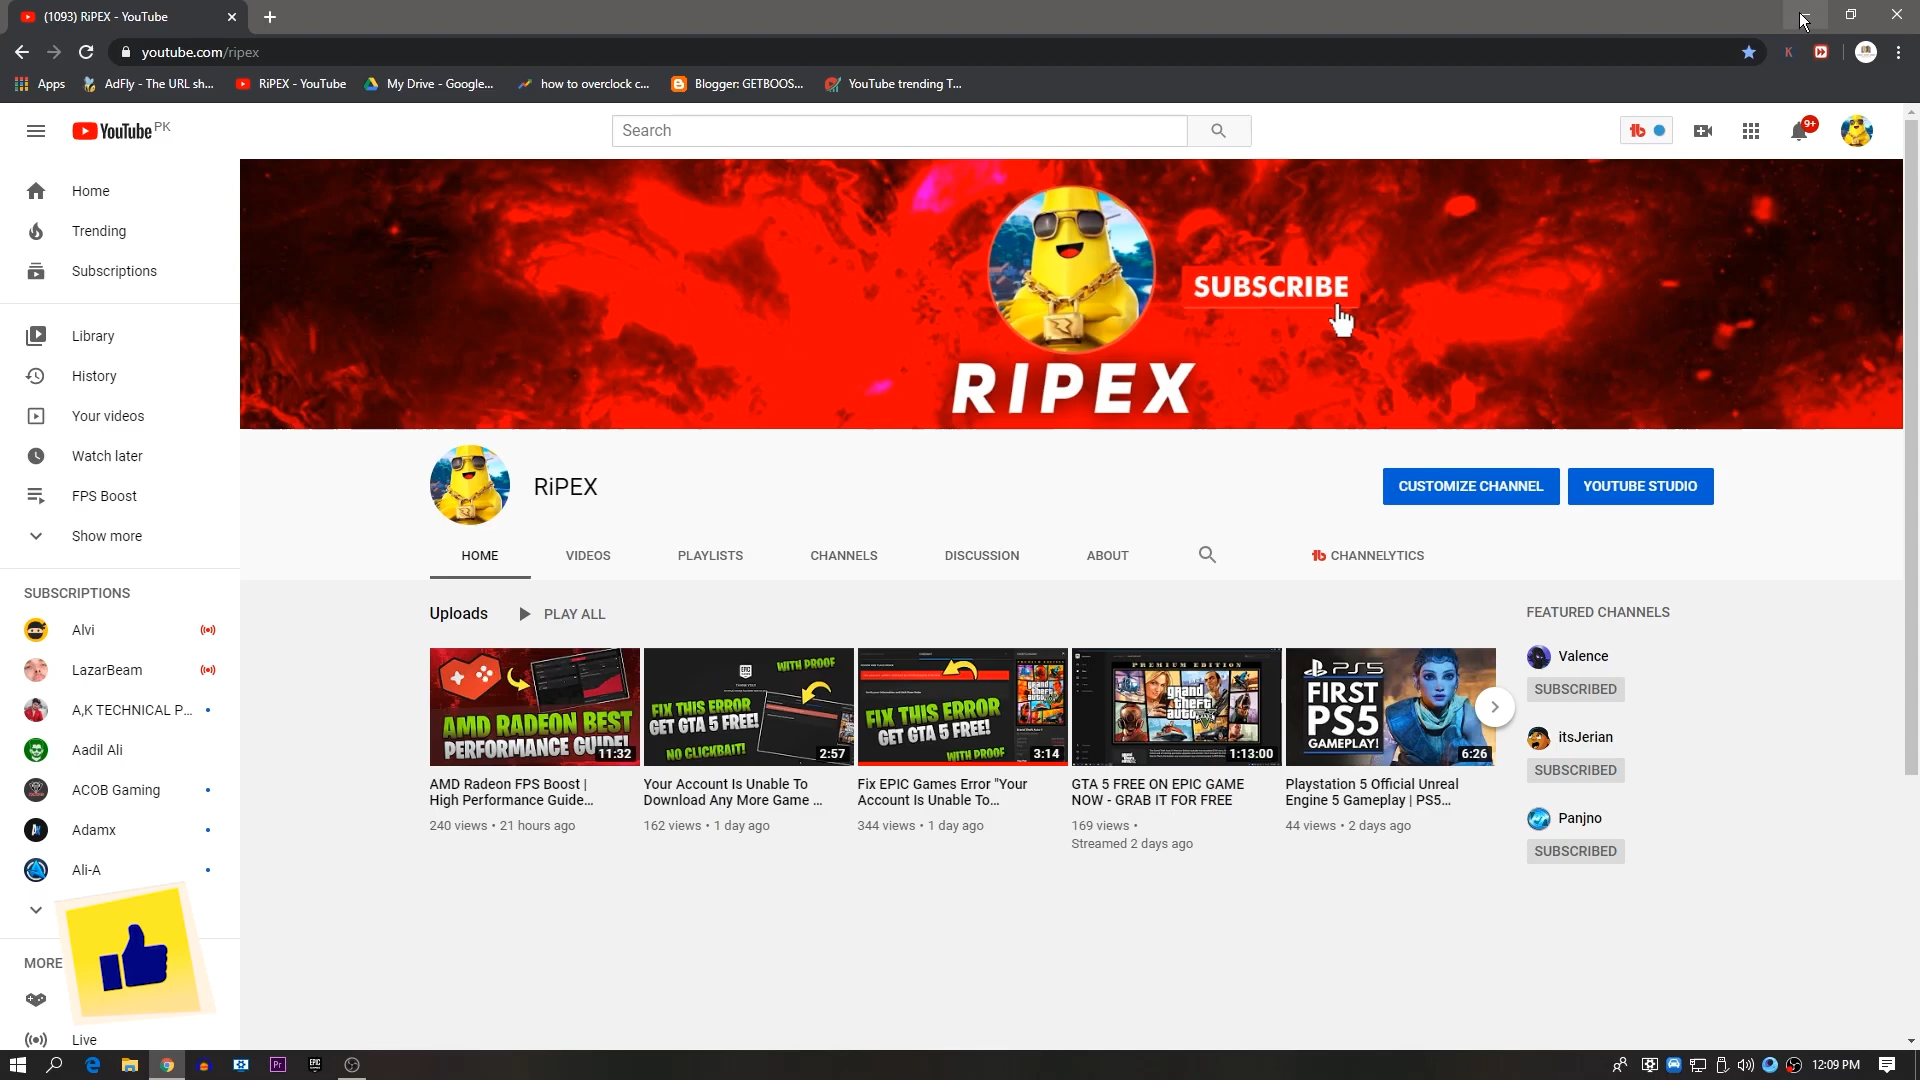 (1093) RiPEX - YouTube
youtube.com/ripex
Apps
AdFly - The URL sh...
RiPEX - YouTube
My Drive - Google...
how to overclock c...
Blogger: GETBOOS...
YouTube trending T...
YouTube PK
Search
9+
Home
Trending
Subscriptions
Library
History
Your videos
Watch later
FPS Boost
Show more
SUBSCRIPTIONS
Alvi
LazarBeam
A,K TECHNICAL P...
Aadil Ali
ACOB Gaming
Adamx
Ali-A
MORE
Live
SUBSCRIBE
RIPEX
RiPEX
CUSTOMIZE CHANNEL
YOUTUBE STUDIO
HOME
VIDEOS
PLAYLISTS
CHANNELS
DISCUSSION
ABOUT
CHANNELYTICS
Uploads
PLAY ALL
AMD RADEON BEST
PERFORMANCE GUIDE!
11:32
AMD Radeon FPS Boost |
High Performance Guide...
240 views • 21 hours ago
EPIC
WITH PROOF
FIX THIS ERROR
GET GTA 5 FREE!
NO CLICKBAIT!
2:57
Your Account Is Unable To
Download Any More Game ...
162 views • 1 day ago
FIX THIS ERROR
GET GTA 5 FREE!
WITH PROOF
3:14
Fix EPIC Games Error "Your
Account Is Unable To...
344 views • 1 day ago
PREMIUM EDITION
grand theft auto V
1:13:00
GTA 5 FREE ON EPIC GAME
NOW - GRAB IT FOR FREE
169 views •
Streamed 2 days ago
PS5
FIRST
PS5
GAMEPLAY!
6:26
Playstation 5 Official Unreal
Engine 5 Gameplay | PS5...
44 views • 2 days ago
FEATURED CHANNELS
Valence
SUBSCRIBED
itsJerian
SUBSCRIBED
Panjno
SUBSCRIBED
Pr
EPIC
12:09 PM